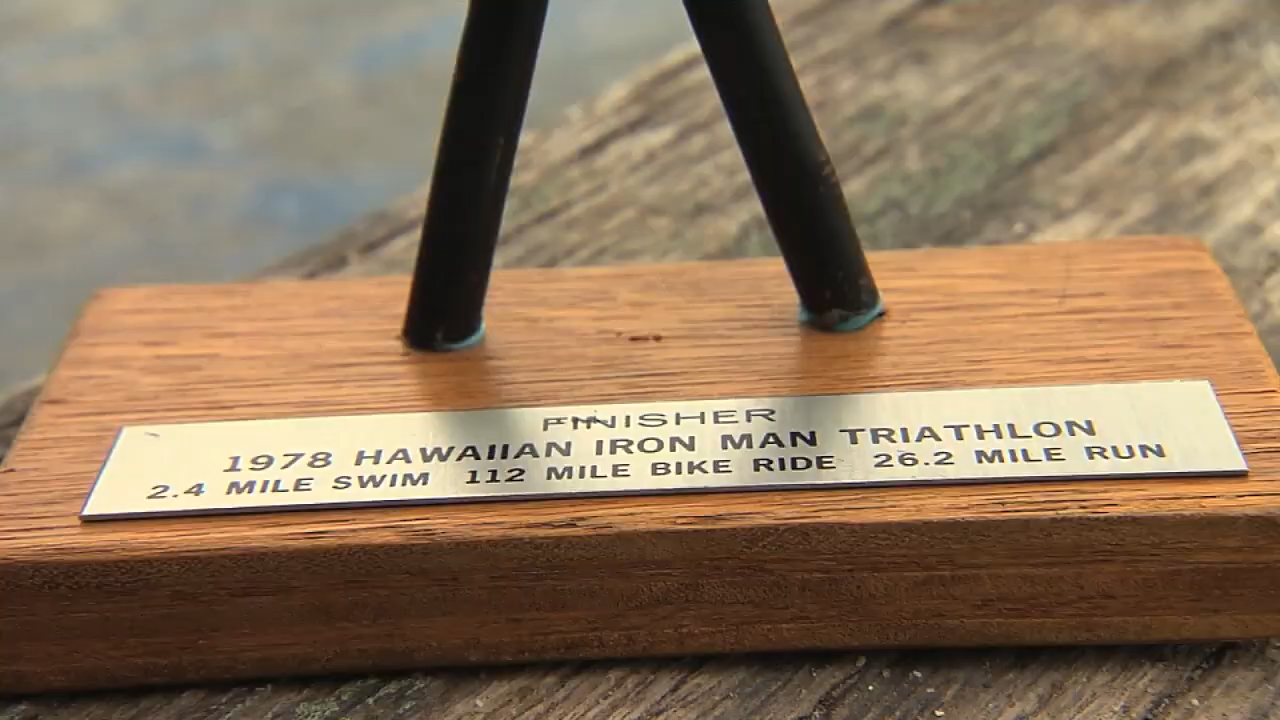 FINISHER
1978 HAWAIIAN IRON MAN TRIATHLON
2.4 MILE SWIM 112 MILE BIKE RIDE 26.2 MILE RUN